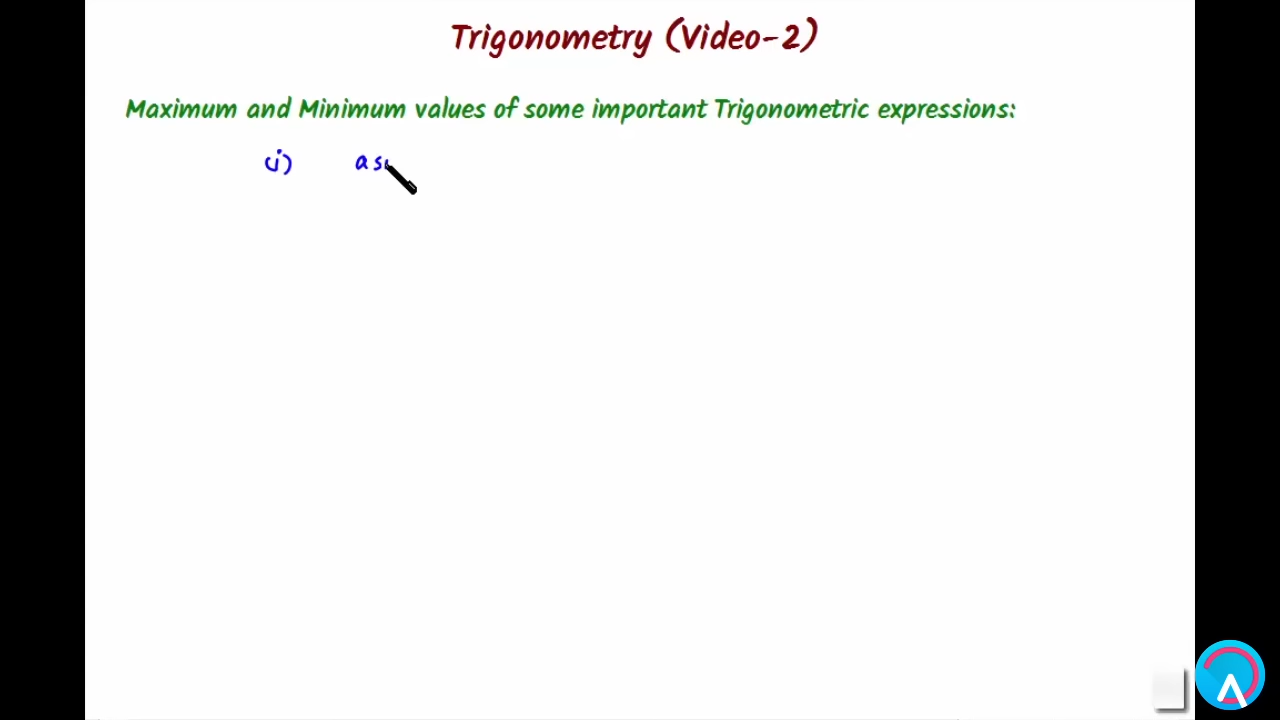 Trigonometry (Video-2)
Maximum and Minimum values of some important Trigonometric expressions:
(i) a s